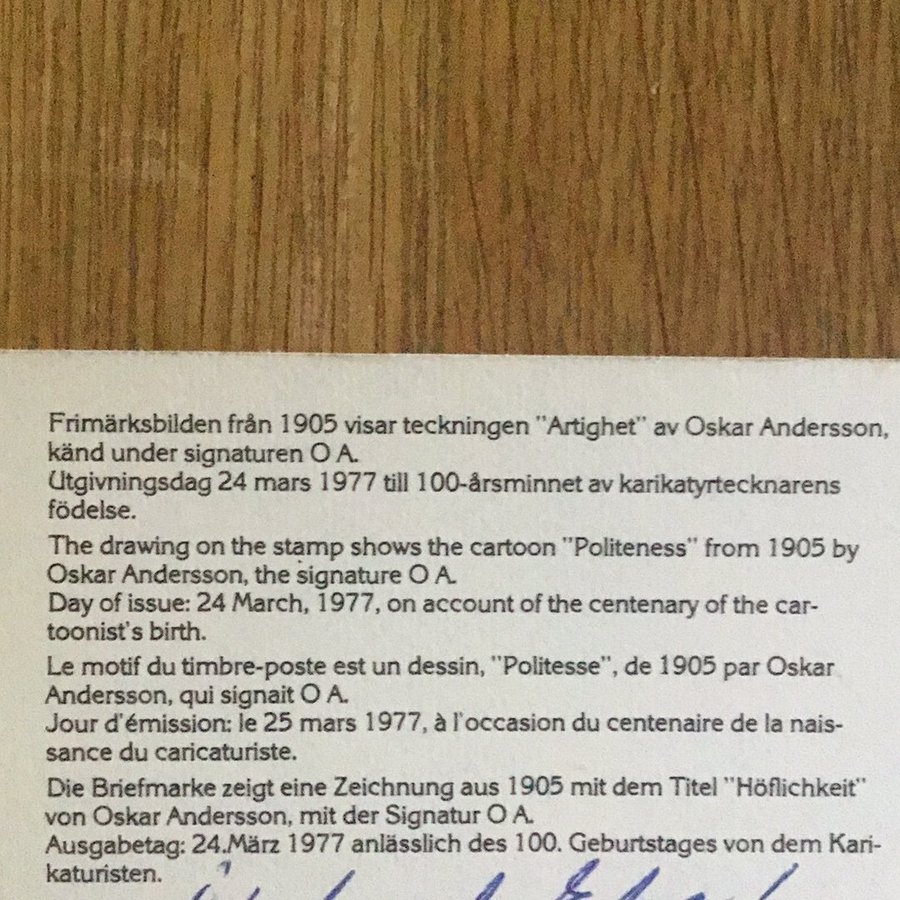 Frimärksbilden från 1905 visar teckningen "Artighet" av Oskar Andersson,
känd under signaturen O A.
Utgivningsdag 24 mars 1977 till 100-årsminnet av karikatyrtecknarens
födelse.
The drawing on the stamp shows the cartoon "Politeness" from 1905 by
Oskar Andersson, the signature O A.
Day of issue: 24 March, 1977, on account of the centenary of the car-
toonist's birth.
Le motif du timbre-poste est un dessin, "Politesse", de 1905 par Oskar
Andersson, qui signait O A.
Jour d'émission: le 25 mars 1977, à l'occasion du centenaire de la nais-
sance du caricaturiste.
Die Briefmarke zeigt eine Zeichnung aus 1905 mit dem Titel "Höflichkeit"
von Oskar Andersson, mit der Signatur O A.
Ausgabetag: 24.März 1977 anlässlich des 100. Geburtstages von dem Kari-
katuristen.